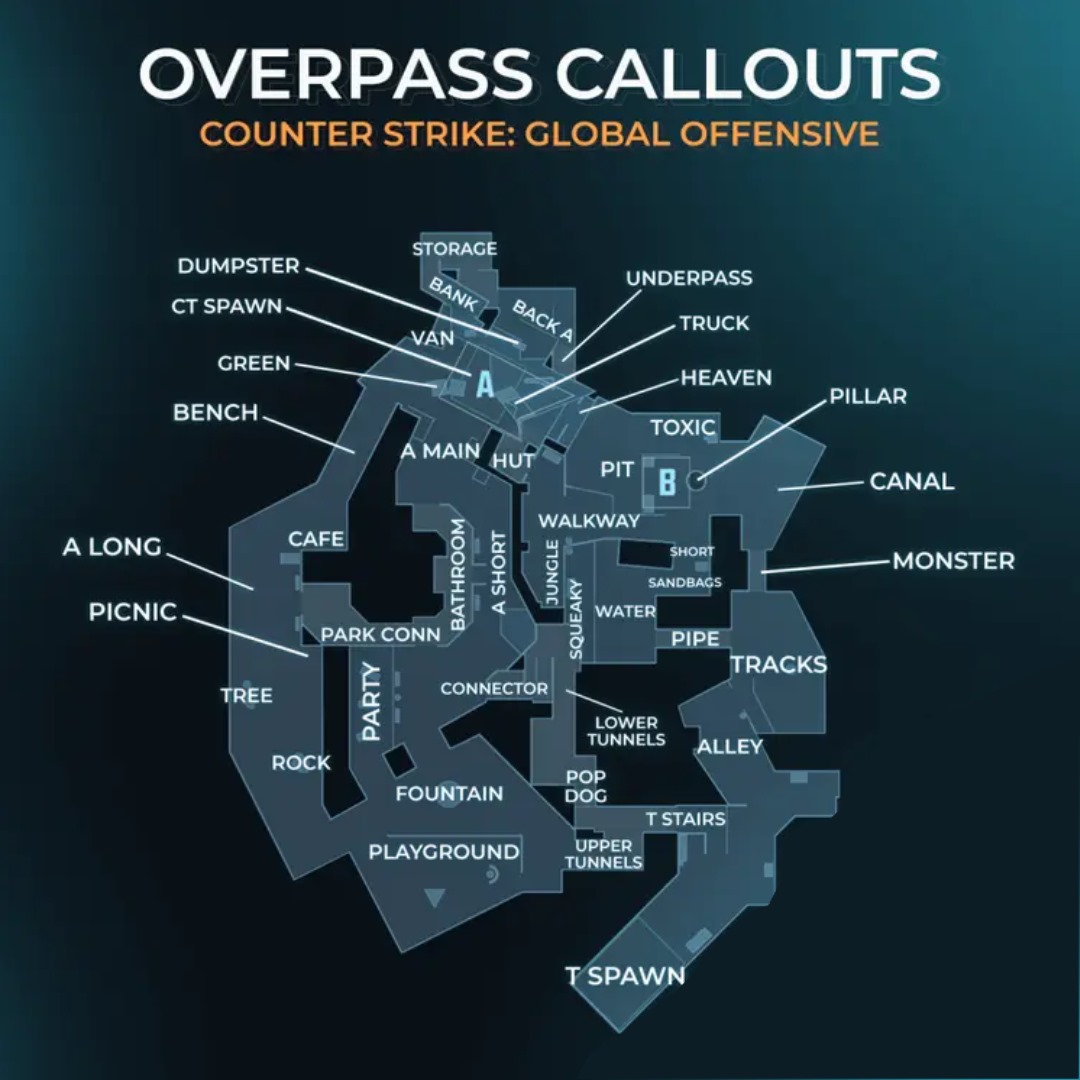 OVERPASS CALLOUTS
COUNTER STRIKE: GLOBAL OFFENSIVE
STORAGE
DUMPSTER
UNDERPASS
BANK
CT SPAWN
BACK A
TRUCK
VAN
GREEN
HEAVEN
A
PILLAR
BENCH
TOXIC
A MAIN
HUT
PIT
B
CANAL
WALKWAY
CAFE
A LONG
SHORT
MONSTER
BATHROOM
A SHORT
JUNGLE
SANDBAGS
PICNIC
SQUEAKY
WATER
PARK CONN
PIPE
TRACKS
TREE
PARTY
CONNECTOR
LOWER
TUNNELS
ALLEY
ROCK
POP
DOG
FOUNTAIN
T STAIRS
PLAYGROUND
UPPER
TUNNELS
T SPAWN